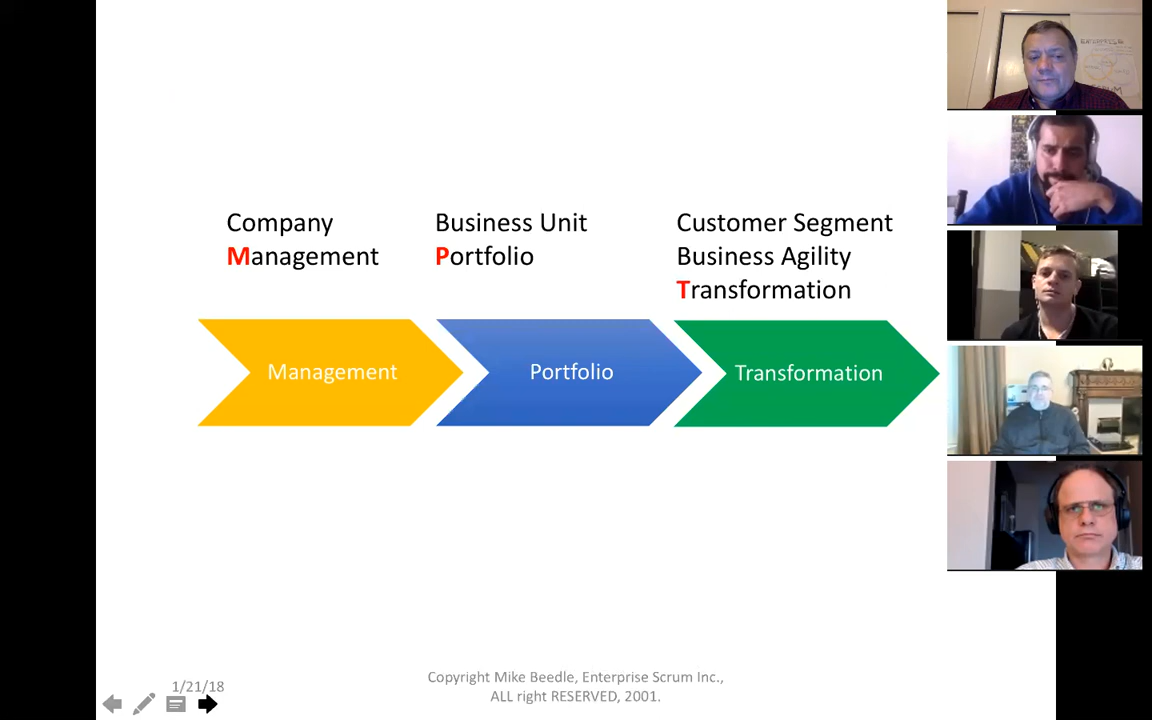 Company
Management
Business Unit
Portfolio
Customer Segment
Business Agility
Transformation
Management
Portfolio
Transformation
1/21/18
Copyright Mike Beedle, Enterprise Scrum Inc.,
ALL right RESERVED, 2001.
ENTERPRISE